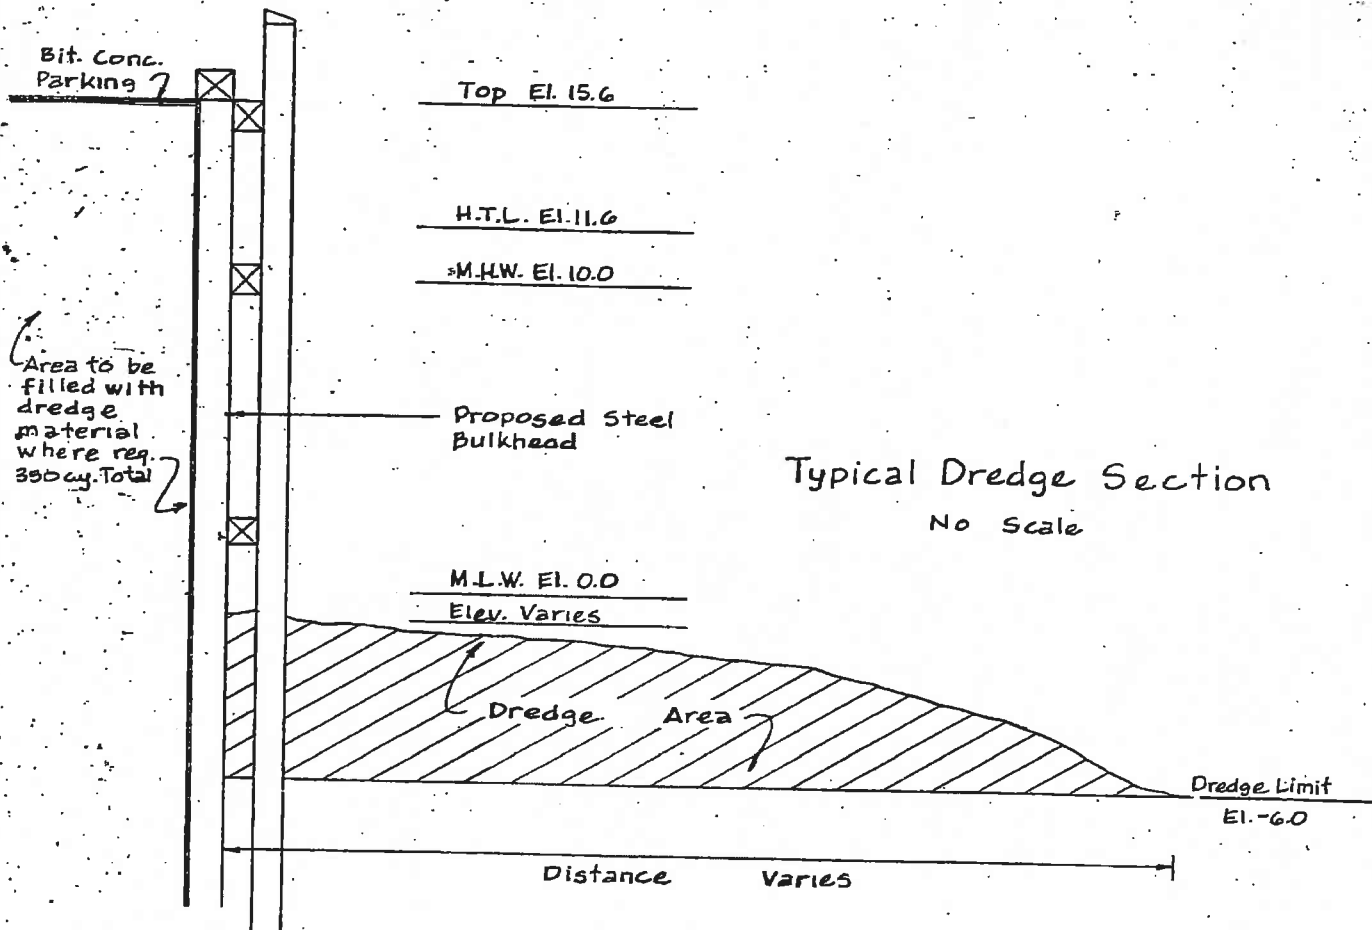 Bit. Conc.
Parking
Top El. 15.6
H.T.L. El. 11.6
M.H.W. El. 10.0
Area to be
filled with
dredge
material
where req.
350 cy. Total
Proposed Steel
Bulkhead
Typical Dredge Section
No Scale
M.L.W. El. 0.0
Elev. Varies
Dredge Area
Dredge Limit
El. -6.0
Distance Varies